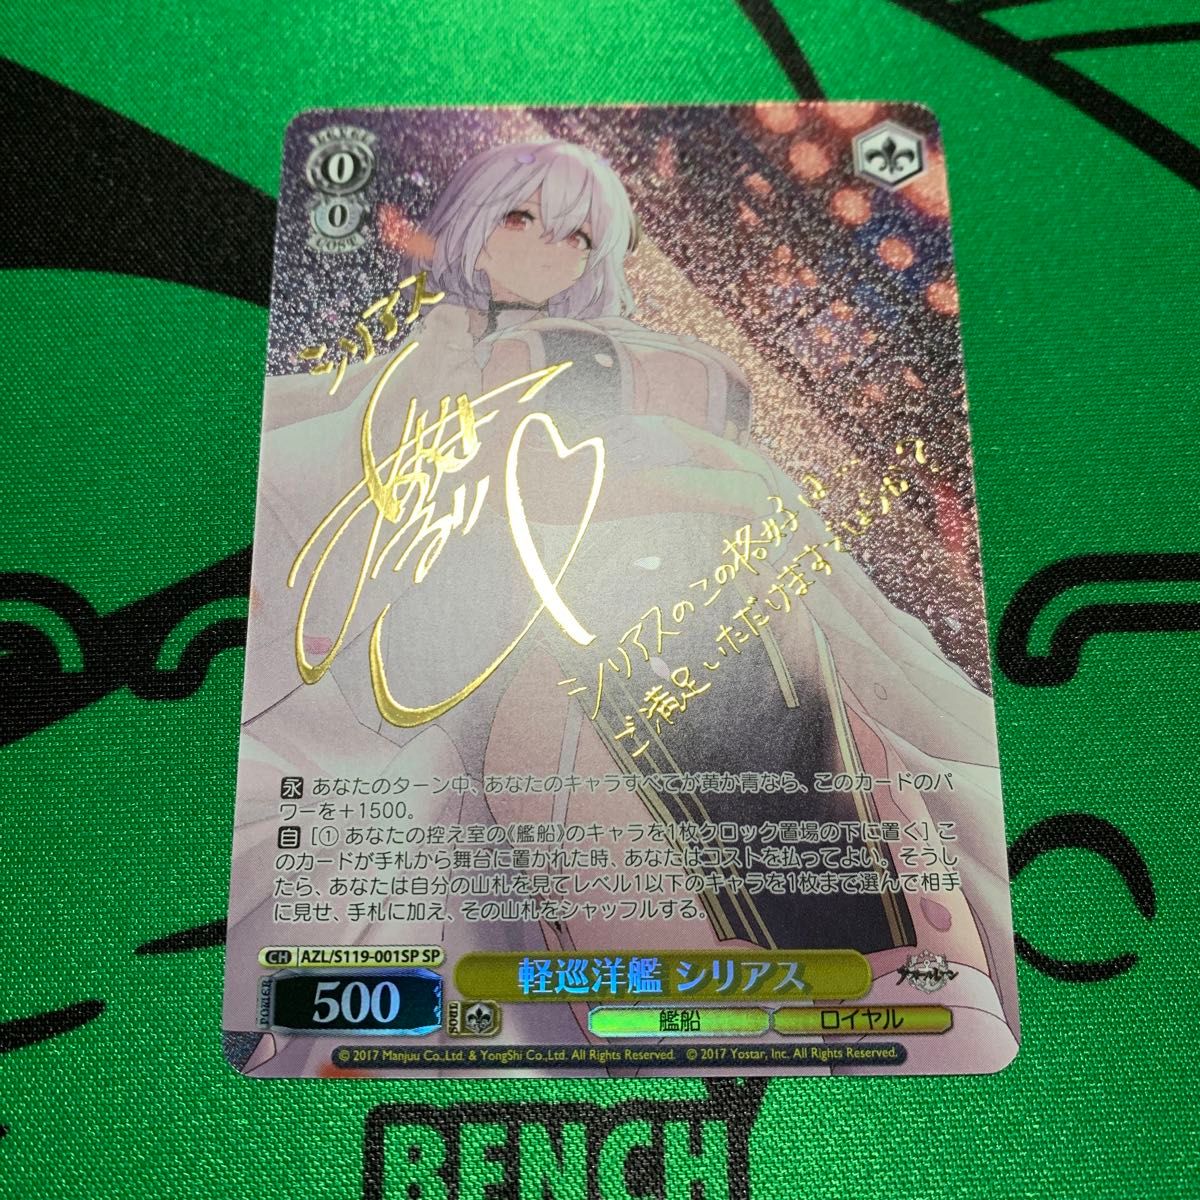 LEVEL
0
0
COST
シリアス
シリアスのこの格好は…
ご満足いただけますでしょうか？
永 あなたのターン中、あなたのキャラすべてが黄か青なら、このカードのパ
ワーを＋1500。
自 [① あなたの控え室の《艦船》のキャラを1枚クロック置場の下に置く] こ
のカードが手札から舞台に置かれた時、あなたはコストを払ってよい。そうし
たら、あなたは自分の山札を見てレベル1以下のキャラを1枚まで選んで相手
に見せ、手札に加え、その山札をシャッフルする。
CH AZL/S119-001SP SP
軽巡洋艦 シリアス
アズールレーン
POWER 500 SOUL
艦船 ロイヤル
© 2017 Manjuu Co.,Ltd. & YongShi Co.,Ltd. All Rights Reserved. © 2017 Yostar, Inc. All Rights Reserved.
BENCH